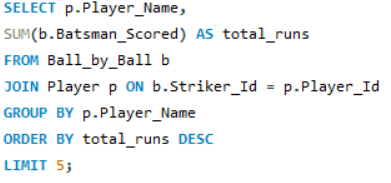 SELECT p.Player_Name,
SUM(b.Batsman_Scored) AS total_runs
FROM Ball_by_Ball b
JOIN Player p ON b.Striker_Id = p.Player_Id
GROUP BY p.Player_Name
ORDER BY total_runs DESC
LIMIT 5;